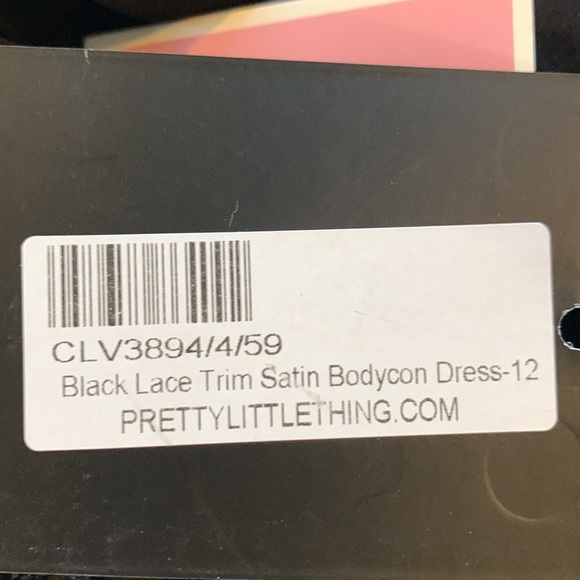 CLV3894/4/59
Black Lace Trim Satin Bodycon Dress-12
PRETTYLITTLETHING.COM